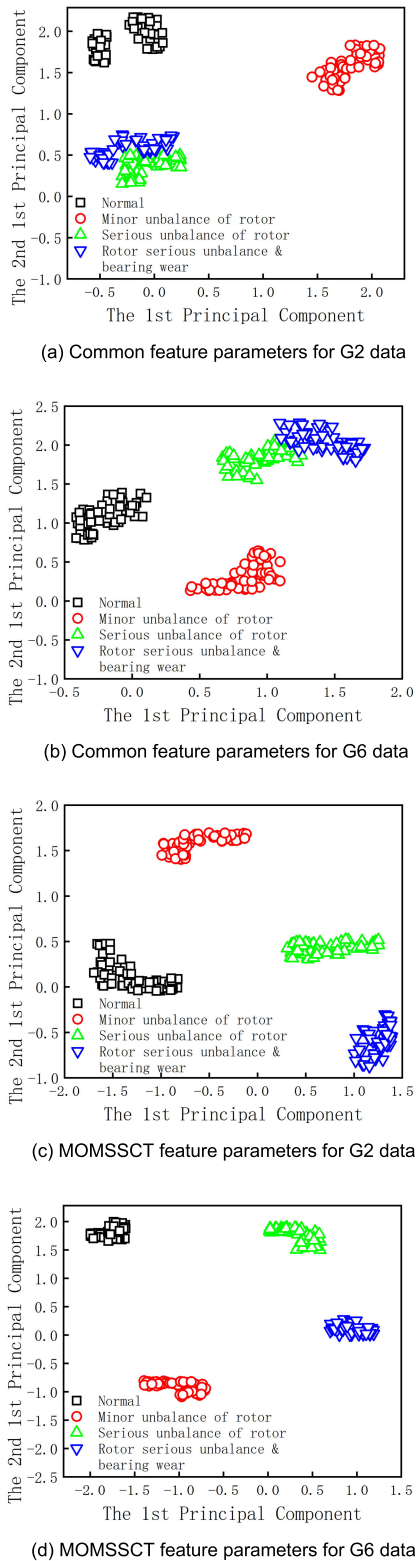 The 2nd 1st Principal Component
2.0
1.5
1.0
0.5
0.0
−0.5
−1.0
Normal
Minor unbalance of rotor
Serious unbalance of rotor
Rotor serious unbalance &
bearing wear
−0.5 0.0 0.5 1.0 1.5 2.0
The 1st Principal Component
(a) Common feature parameters for G2 data
The 2nd 1st Principal Component
2.5
2.0
1.5
1.0
0.5
0.0
−0.5
−1.0
Normal
Minor unbalance of rotor
Serious unbalance of rotor
Rotor serious unbalance &
bearing wear
−0.5 0.0 0.5 1.0 1.5 2.0
The 1st Principal Component
(b) Common feature parameters for G6 data
The 2nd 1st Principal Component
2.0
1.5
1.0
0.5
0.0
−0.5
−1.0
Normal
Minor unbalance of rotor
Serious unbalance of rotor
Rotor serious unbalance &
bearing wear
−2.0 −1.5 −1.0 −0.5 0.0 0.5 1.0 1.5
The 1st Principal Component
(c) MOMSSCT feature parameters for G2 data
The 2nd 1st Principal Component
2.0
1.5
1.0
0.5
0.0
−0.5
−1.0
−1.5
−2.0
−2.5
Normal
Minor unbalance of rotor
Serious unbalance of rotor
Rotor serious unbalance &
bearing wear
−2.0 −1.5 −1.0 −0.5 0.0 0.5 1.0 1.5
The 1st Principal Component
(d) MOMSSCT feature parameters for G6 data